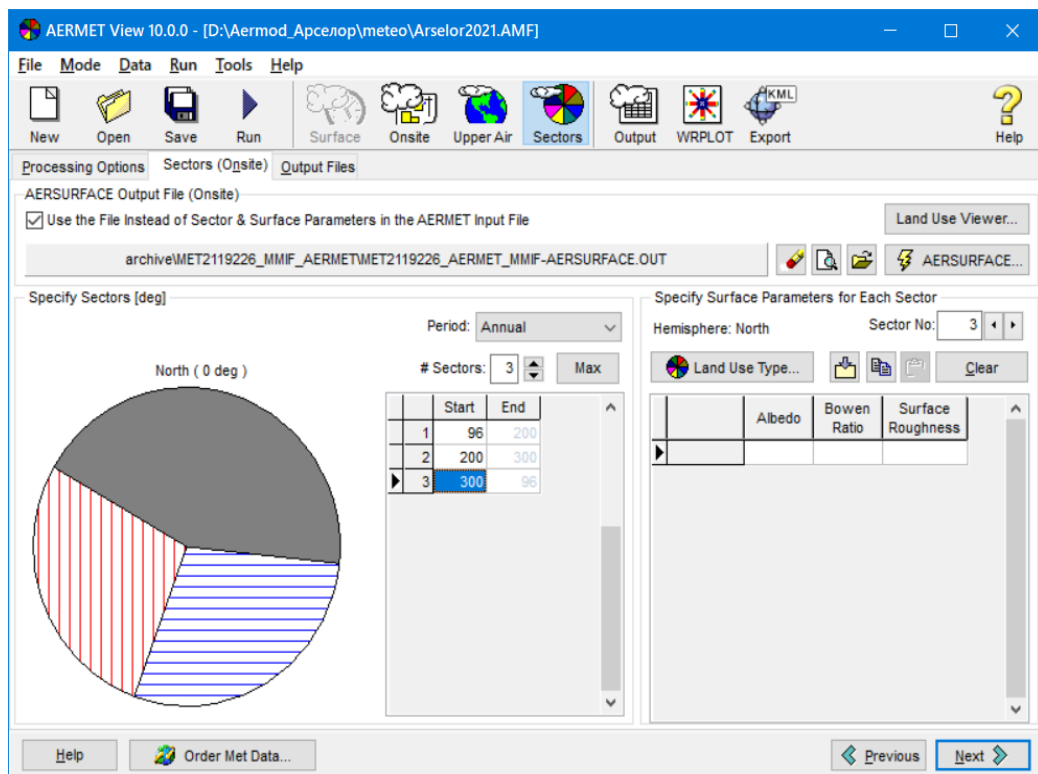 AERMET View 10.0.0 - [D:\Aermod_Арселор\meteo\Arselor2021.AMF]
File Mode Data Run Tools Help
New Open Save Run Surface Onsite Upper Air Sectors Output WRPLOT KML Export Help
Processing Options Sectors (Onsite) Output Files
AERSURFACE Output File (Onsite)
Use the File Instead of Sector & Surface Parameters in the AERMET Input File Land Use Viewer...
archive\MET2119226_MMIF_AERMET\MET2119226_AERMET_MMIF-AERSURFACE.OUT AERSURFACE...
Specify Sectors [deg] Specify Surface Parameters for Each Sector
Period: Annual Hemisphere: North Sector No: 3
North ( 0 deg ) # Sectors: 3 Max Land Use Type... Clear
Start End Albedo Bowen Ratio Surface Roughness
1 96 200
2 200 300
3 300 96
Help Order Met Data... Previous Next